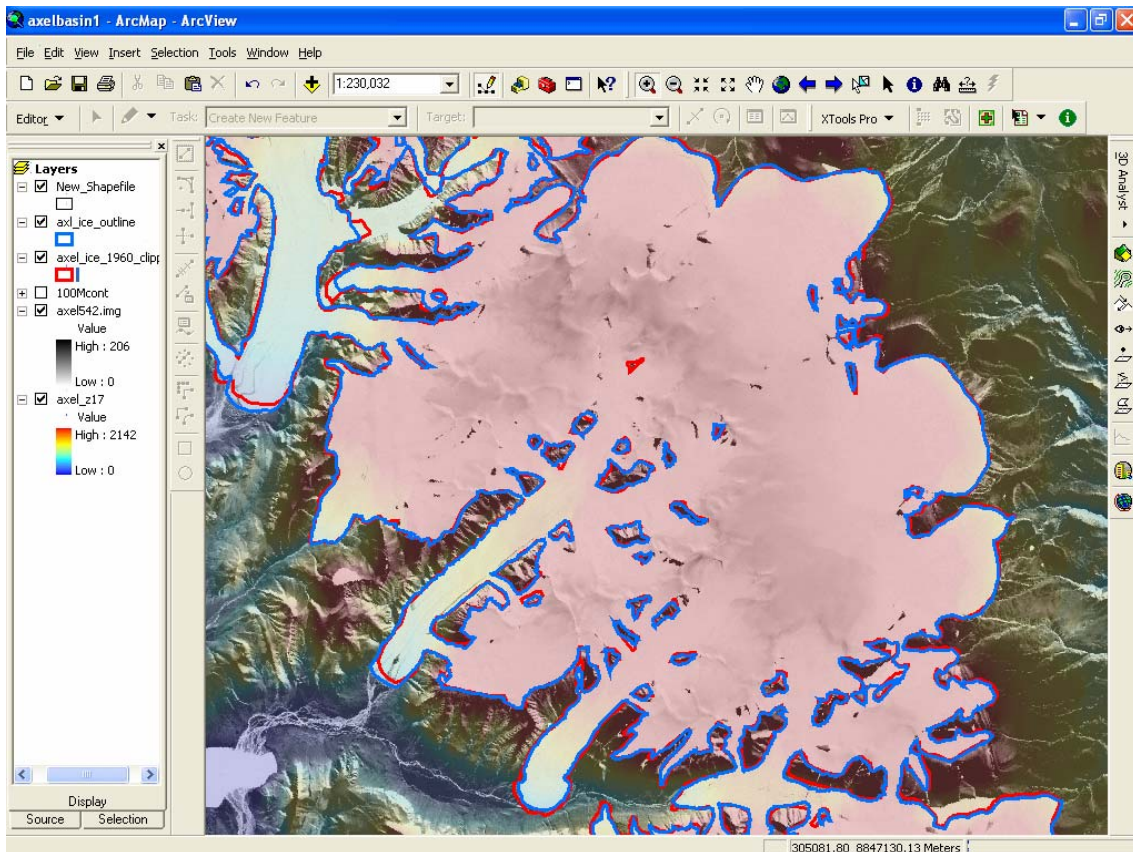 axelbasin1 - ArcMap - ArcView
File Edit View Insert Selection Tools Window Help
1:230,032
Editor Task: Create New Feature Target: XTools Pro
Layers
New_Shapefile
axl_ice_outline
axel_ice_1960_clipp
100Mcont
axel542.img
Value
High : 206
Low : 0
axel_z17
Value
High : 2142
Low : 0
Display
Source Selection
3D Analyst
305081.80 8847130.13 Meters